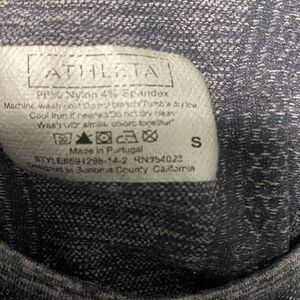 ATHLETA
96% Nylon 4% Spandex
Machine wash cold/Do not bleach/Tumble dry low
Cool iron if needed/Do not dry clean
Wash with similar colors together
S
Made in Portugal
STYLE#591298-14-2 RN#54023
Designed in Sonoma County, California